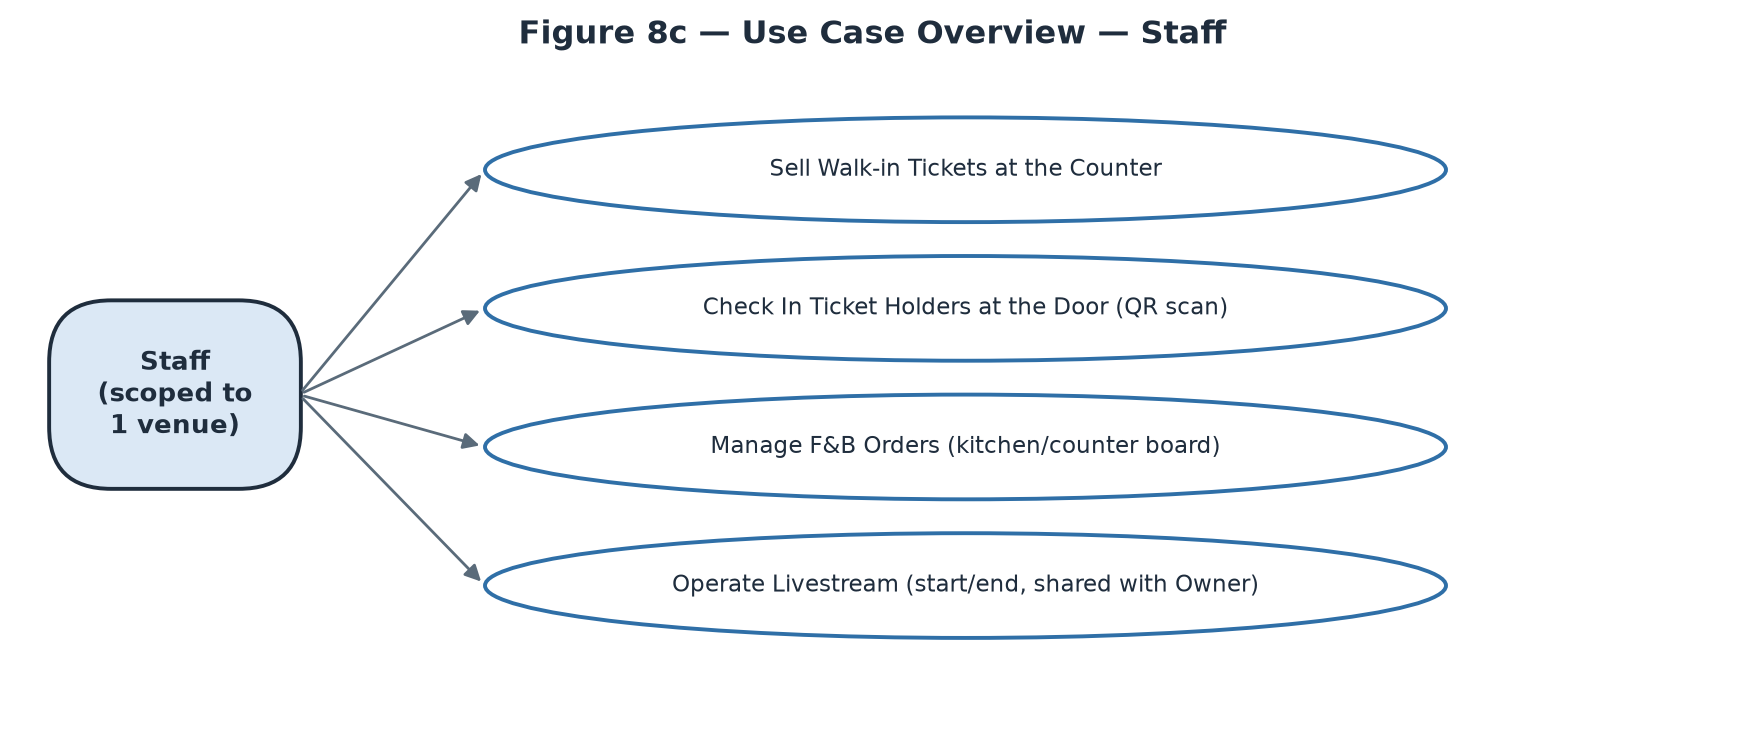 Figure 8c — Use Case Overview — Staff
Sell Walk-in Tickets at the Counter
Check In Ticket Holders at the Door (QR scan)
Staff
(scoped to
1 venue)
Manage F&B Orders (kitchen/counter board)
Operate Livestream (start/end, shared with Owner)